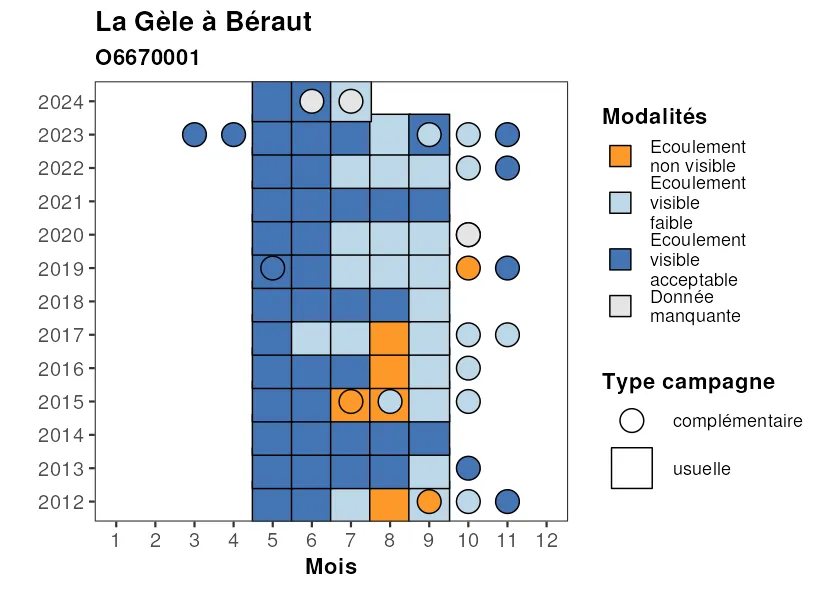 La Gèle à Béraut
O6670001
2024
2023
2022
2021
2020
2019
2018
2017
2016
2015
2014
2013
2012
1 2 3 4 5 6 7 8 9 10 11 12
Mois
Modalités
Ecoulement
non visible
Ecoulement
visible
faible
Ecoulement
visible
acceptable
Donnée
manquante
Type campagne
complémentaire
usuelle